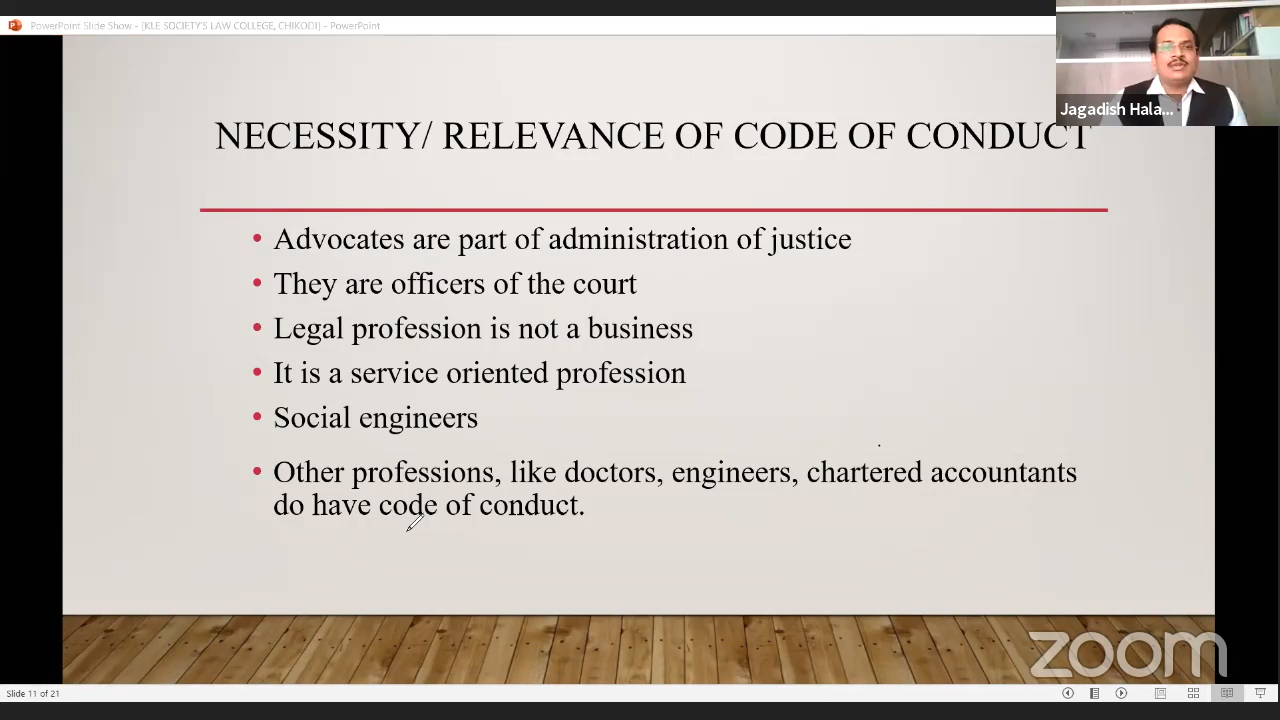 PowerPoint Slide Show - [KLE SOCIETY'S LAW COLLEGE, CHIKODI] - PowerPoint
Jagadish Hala...
NECESSITY/ RELEVANCE OF CODE OF CONDUCT
• Advocates are part of administration of justice
• They are officers of the court
• Legal profession is not a business
• It is a service oriented profession
• Social engineers
• Other professions, like doctors, engineers, chartered accountants
do have code of conduct.
zoom
Slide 11 of 21